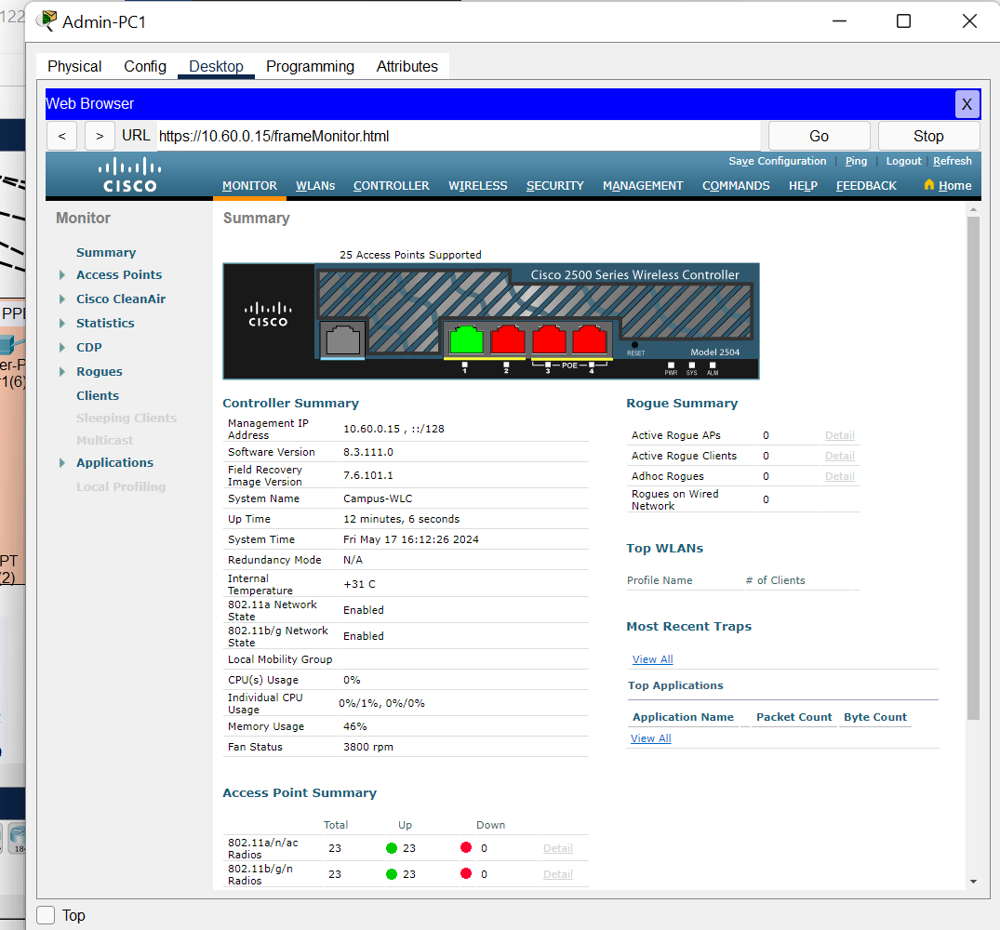 122
Admin-PC1
Physical Config Desktop Programming Attributes
Web Browser X
< > URL https://10.60.0.15/frameMonitor.html Go Stop
Save Configuration | Ping | Logout | Refresh
CISCO
MONITOR WLANs CONTROLLER WIRELESS SECURITY MANAGEMENT COMMANDS HELP FEEDBACK Home
Monitor
Summary
Access Points
Cisco CleanAir
Statistics
CDP
Rogues
Clients
Sleeping Clients
Multicast
Applications
Local Profiling
Summary
25 Access Points Supported
Cisco 2500 Series Wireless Controller
CISCO
RESET
Model 2504
1 2 3 POE 4
PWR SYS ALM
Controller Summary
Management IP
Address 10.60.0.15 , ::/128
Software Version 8.3.111.0
Field Recovery
Image Version 7.6.101.1
System Name Campus-WLC
Up Time 12 minutes, 6 seconds
System Time Fri May 17 16:12:26 2024
Redundancy Mode N/A
Internal
Temperature +31 C
802.11a Network
State Enabled
802.11b/g Network
State Enabled
Local Mobility Group
CPU(s) Usage 0%
Individual CPU
Usage 0%/1%, 0%/0%
Memory Usage 46%
Fan Status 3800 rpm
Access Point Summary
Total Up Down
802.11a/n/ac
Radios 23 23 0 Detail
802.11b/g/n
Radios 23 23 0 Detail
Rogue Summary
Active Rogue APs 0 Detail
Active Rogue Clients 0 Detail
Adhoc Rogues 0 Detail
Rogues on Wired
Network 0
Top WLANs
Profile Name # of Clients
Most Recent Traps
View All
Top Applications
Application Name Packet Count Byte Count
View All
Top
er-P
r1(6)
PT
(2)